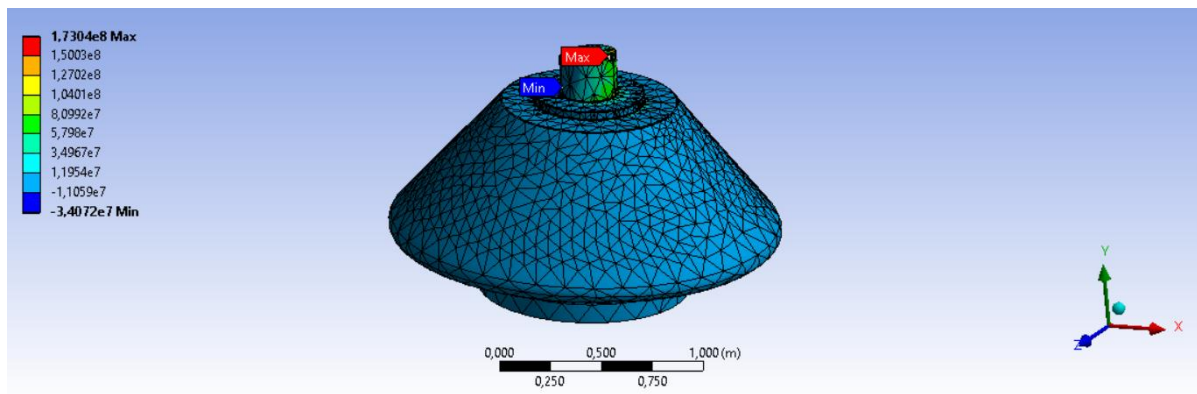 1,7304e8 Max
1,5003e8
1,2702e8
1,0401e8
8,0992e7
5,798e7
3,4967e7
1,1954e7
-1,1059e7
-3,4072e7 Min
Max
Min
0,000 0,500 1,000 (m)
0,250 0,750
Y
X
Z